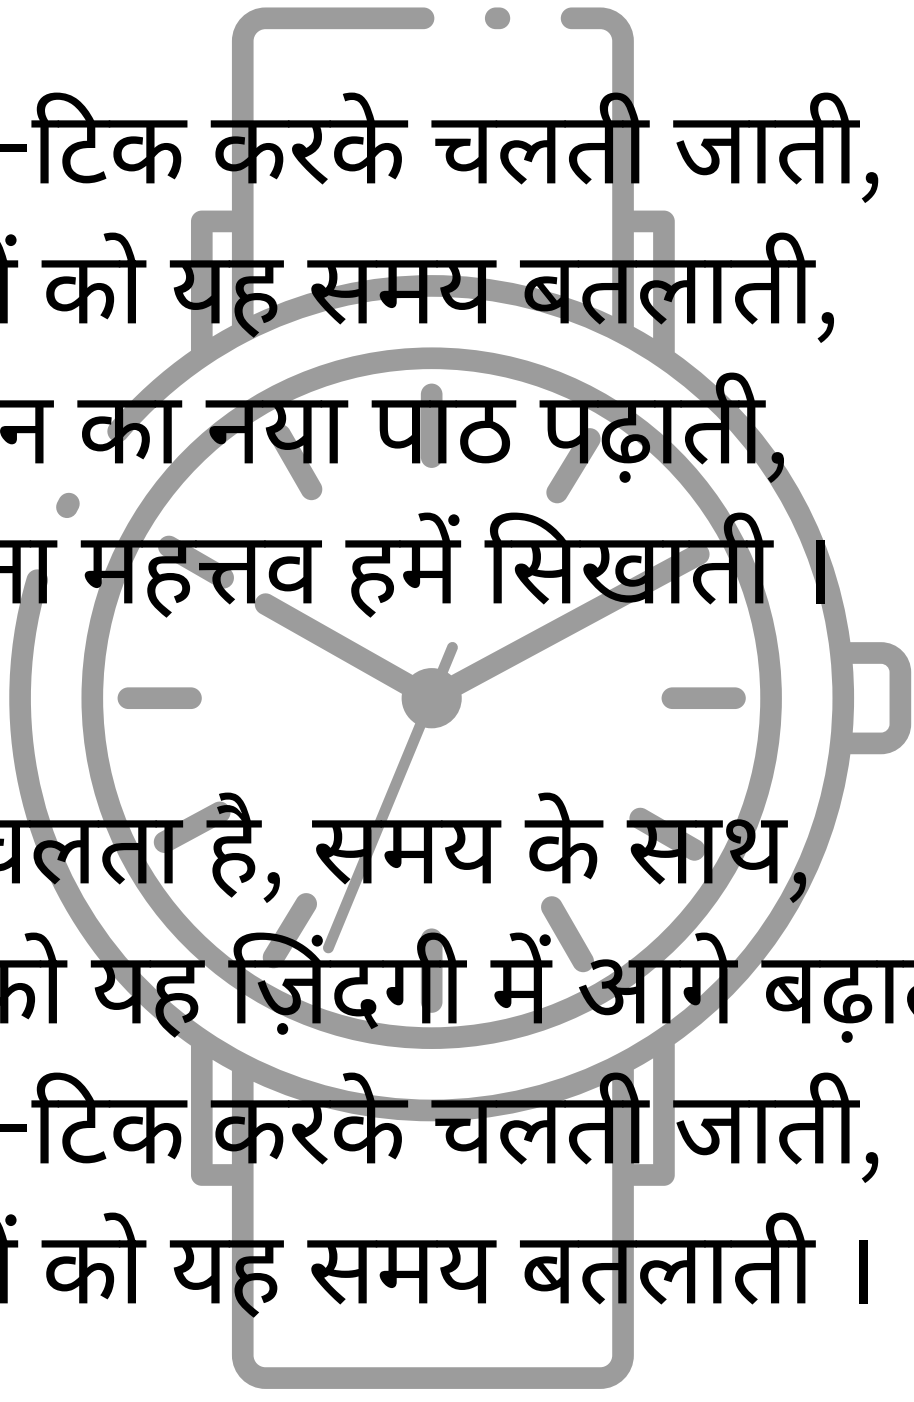 -टिक करके चलती जाती,
को यह समय बतलाती,
का नया पाठ पढ़ाती,
महत्त्व हमें सिखाती ।
चलता है, समय के साथ,
को यह ज़िंदगी में आगे
-टिक करके चलती जाती,
को यह समय बतलाती ।